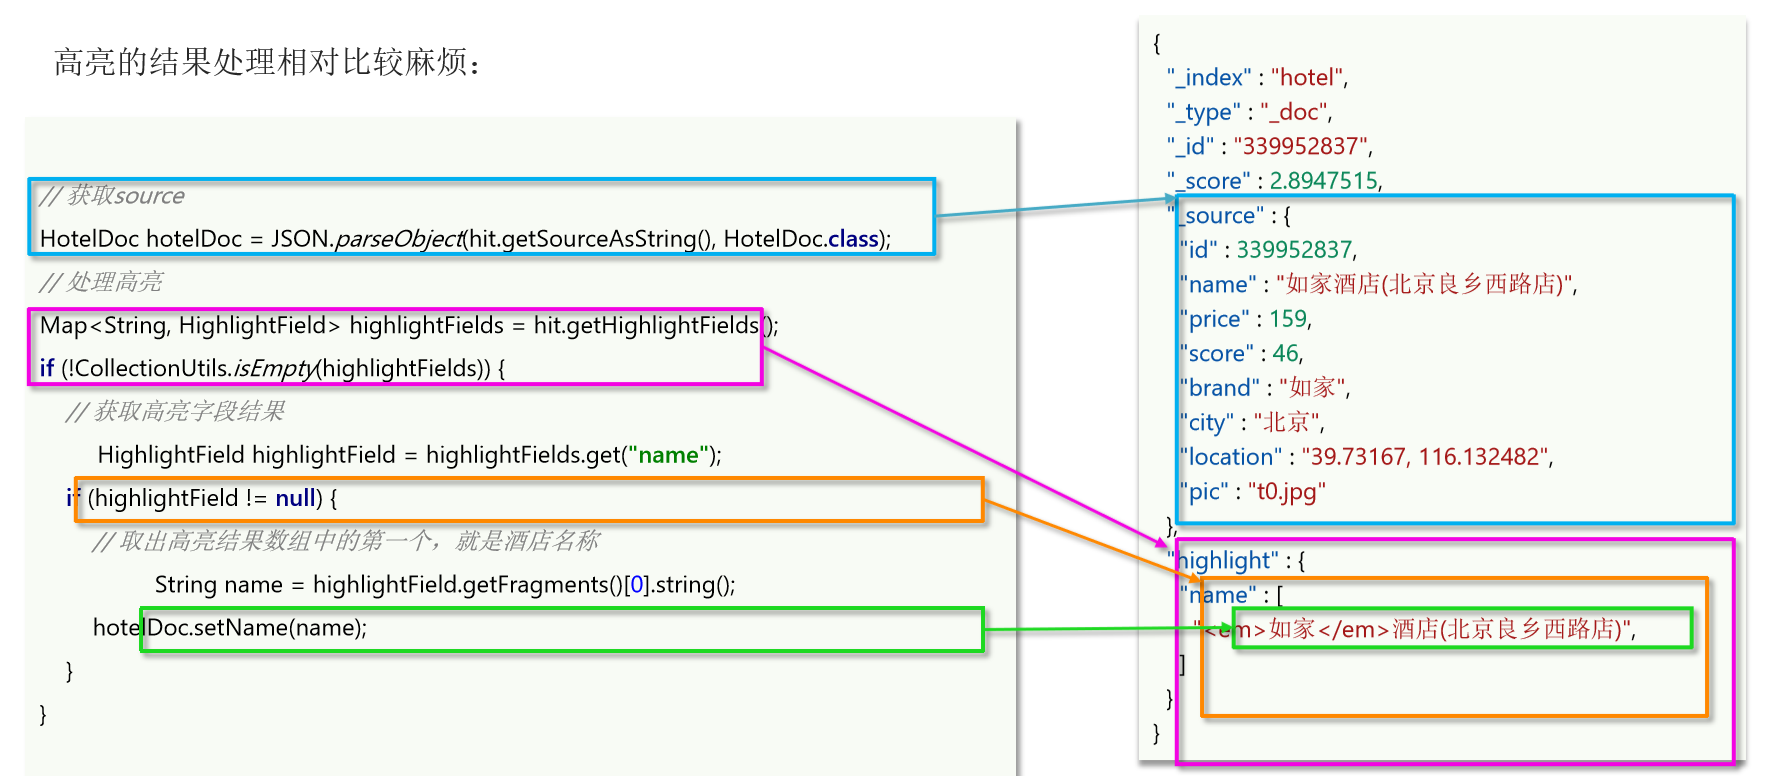 高亮的结果处理相对比较麻烦：
// 获取source
HotelDoc hotelDoc = JSON.parseObject(hit.getSourceAsString(), HotelDoc.class);
// 处理高亮
Map<String, HighlightField> highlightFields = hit.getHighlightFields();
if (!CollectionUtils.isEmpty(highlightFields)) {
// 获取高亮字段结果
HighlightField highlightField = highlightFields.get("name");
if (highlightField != null) {
// 取出高亮结果数组中的第一个，就是酒店名称
String name = highlightField.getFragments()[0].string();
hotelDoc.setName(name);
}
}
{
"_index" : "hotel",
"_type" : "_doc",
"_id" : "339952837",
"_score" : 2.8947515,
"_source" : {
"id" : 339952837,
"name" : "如家酒店(北京良乡西路店)",
"price" : 159,
"score" : 46,
"brand" : "如家",
"city" : "北京",
"location" : "39.73167, 116.132482",
"pic" : "t0.jpg"
},
"highlight" : {
"name" : [
"<em>如家</em>酒店(北京良乡西路店)",
]
}
}